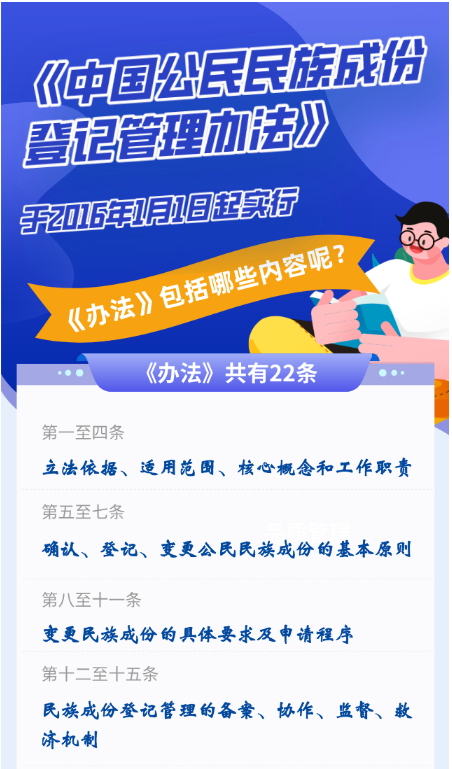 《中国公民民族成份
登记管理办法》
于2016年1月1日起实行
《办法》包括哪些内容呢？
《办法》共有22条
第一至四条
立法依据、适用范围、核心概念和工作职责
第五至七条
确认、登记、变更公民民族成份的基本原则
第八至十一条
变更民族成份的具体要求及申请程序
第十二至十五条
民族成份登记管理的备案、协作、监督、救
济机制